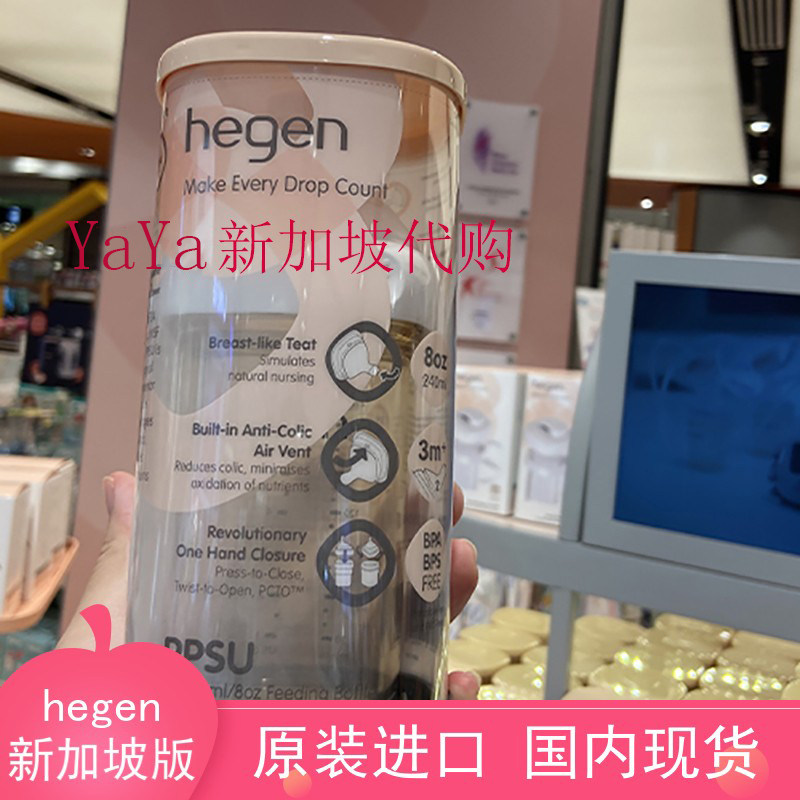 hegen
Make Every Drop Count
YaYa新加坡代购
Breast-like Teat
Simulates
natural nursing
8oz
240ml
Built-in Anti-Colic
Air Vent
Reduces colic, minimises
oxidation of nutrients
3m+
2
Revolutionary
One Hand Closure
Press-to-Close,
Twist-to-Open, PCTO™
BPA
BPS
FREE
PPSU
ml/8oz Feeding Bottle
hegen
新加坡版
原装进口 国内现货